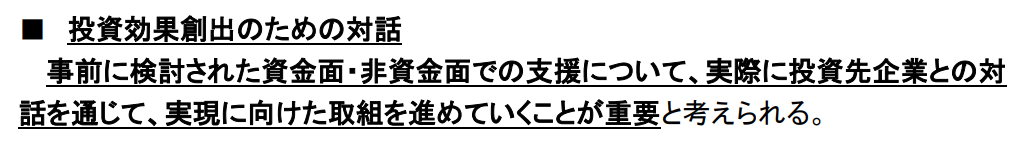 ■ 投資効果創出のための対話
事前に検討された資金面・非資金面での支援について、実際に投資先企業との対
話を通じて、実現に向けた取組を進めていくことが重要と考えられる。